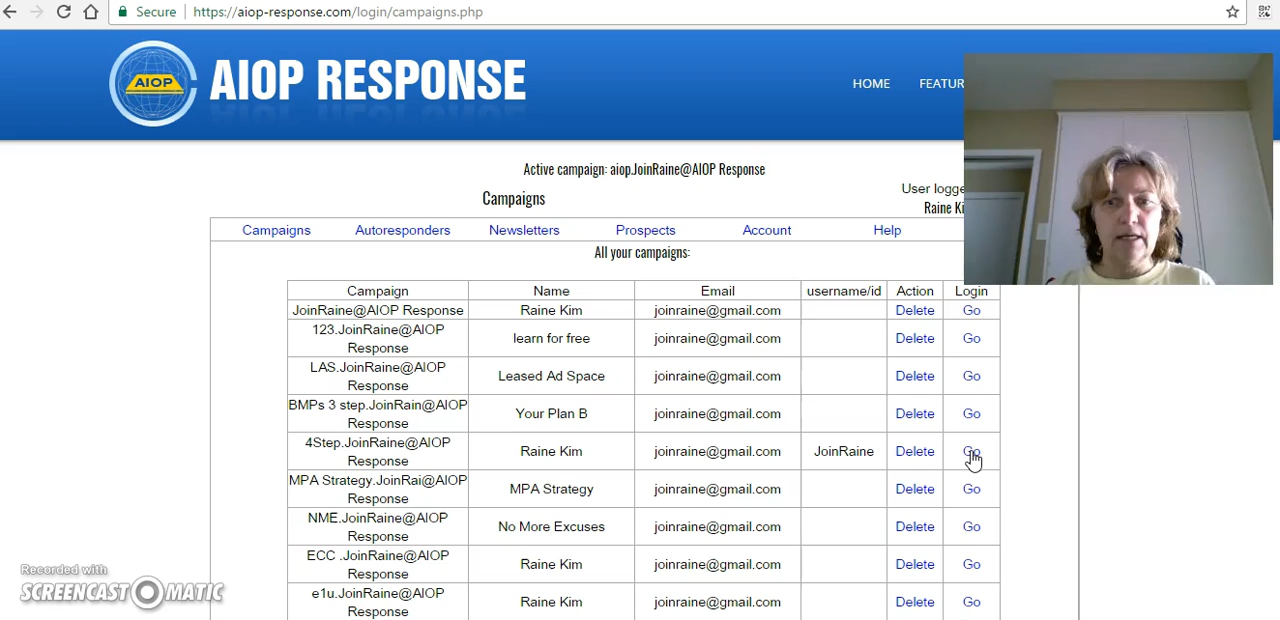 Secure https://aiop-response.com/login/campaigns.php
AIOP AIOP RESPONSE HOME FEATUR
Active campaign: aiop.JoinRaine@AIOP Response
Campaigns
User logge
Raine Ki
Campaigns Autoresponders Newsletters Prospects Account Help
All your campaigns:
Campaign Name Email username/id Action Login
JoinRaine@AIOP Response Raine Kim joinraine@gmail.com Delete Go
123.JoinRaine@AIOP
Response learn for free joinraine@gmail.com Delete Go
LAS.JoinRaine@AIOP
Response Leased Ad Space joinraine@gmail.com Delete Go
BMPs 3 step.JoinRain@AIOP
Response Your Plan B joinraine@gmail.com Delete Go
4Step.JoinRaine@AIOP
Response Raine Kim joinraine@gmail.com JoinRaine Delete Go
MPA Strategy.JoinRai@AIOP
Response MPA Strategy joinraine@gmail.com Delete Go
NME.JoinRaine@AIOP
Response No More Excuses joinraine@gmail.com Delete Go
ECC .JoinRaine@AIOP
Response Raine Kim joinraine@gmail.com Delete Go
e1u.JoinRaine@AIOP
Response Raine Kim joinraine@gmail.com Delete Go
Recorded with
SCREENCAST MATIC